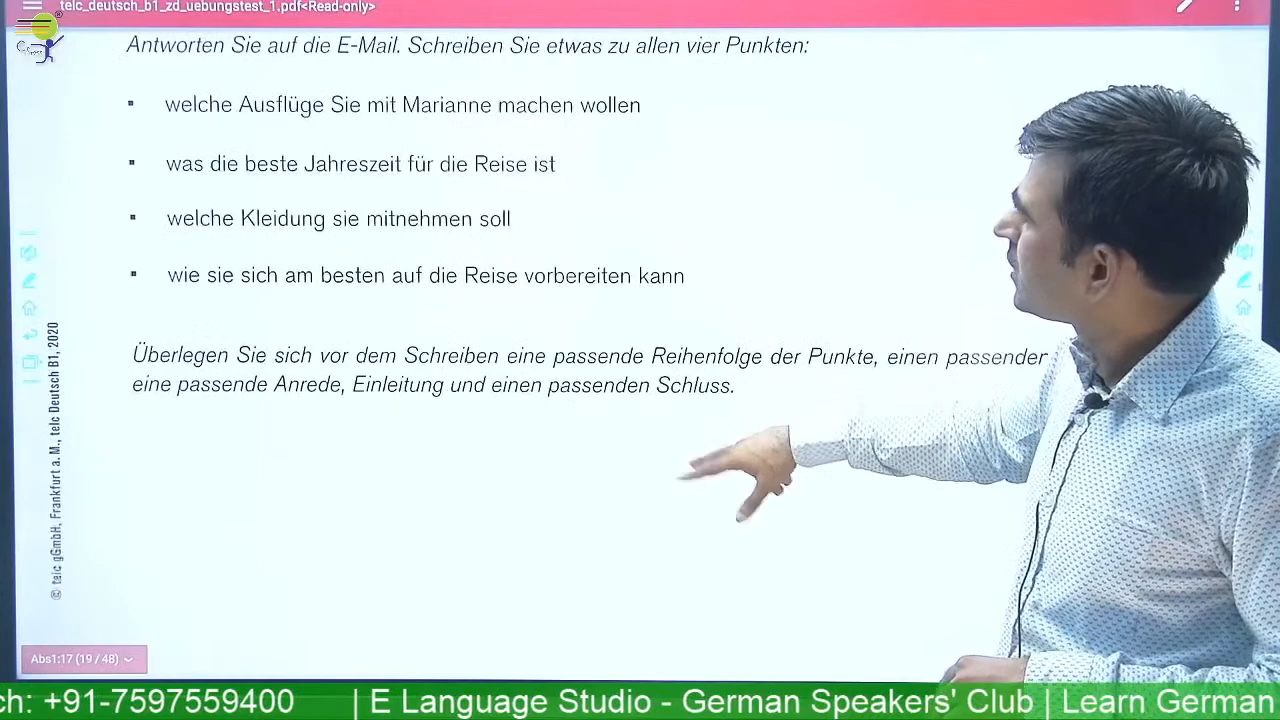 telc_deutsch_b1_zd_uebungstest_1.pdf<Read-only>
Antworten Sie auf die E-Mail. Schreiben Sie etwas zu allen vier Punkten:
▪ welche Ausflüge Sie mit Marianne machen wollen
▪ was die beste Jahreszeit für die Reise ist
▪ welche Kleidung sie mitnehmen soll
▪ wie sie sich am besten auf die Reise vorbereiten kann
Überlegen Sie sich vor dem Schreiben eine passende Reihenfolge der Punkte, einen passenden
eine passende Anrede, Einleitung und einen passenden Schluss.
© telc gGmbH, Frankfurt a. M., telc Deutsch B1, 2020
Abs1:17 (19 / 48)
ch: +91-7597559400 | E Language Studio - German Speakers' Club | Learn German